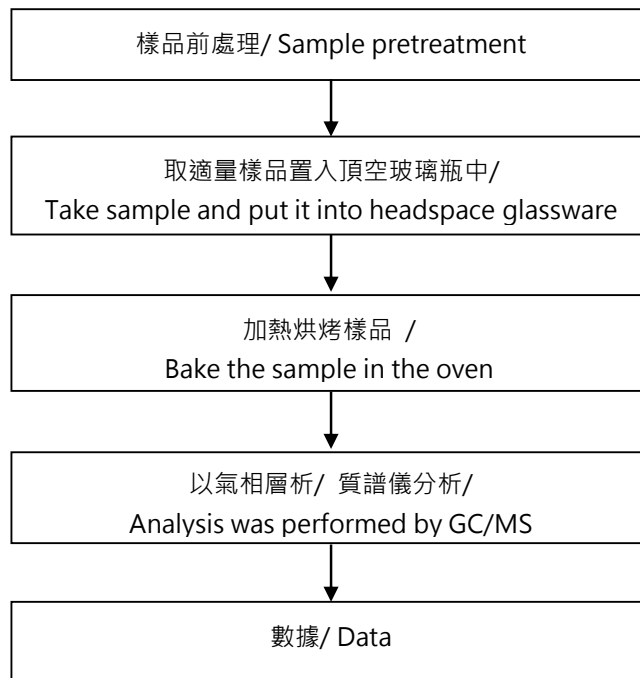 樣品前處理/ Sample pretreatment
取適量樣品置入頂空玻璃瓶中/
Take sample and put it into headspace glassware
加熱烘烤樣品 /
Bake the sample in the oven
以氣相層析/ 質譜儀分析/
Analysis was performed by GC/MS
數據/ Data